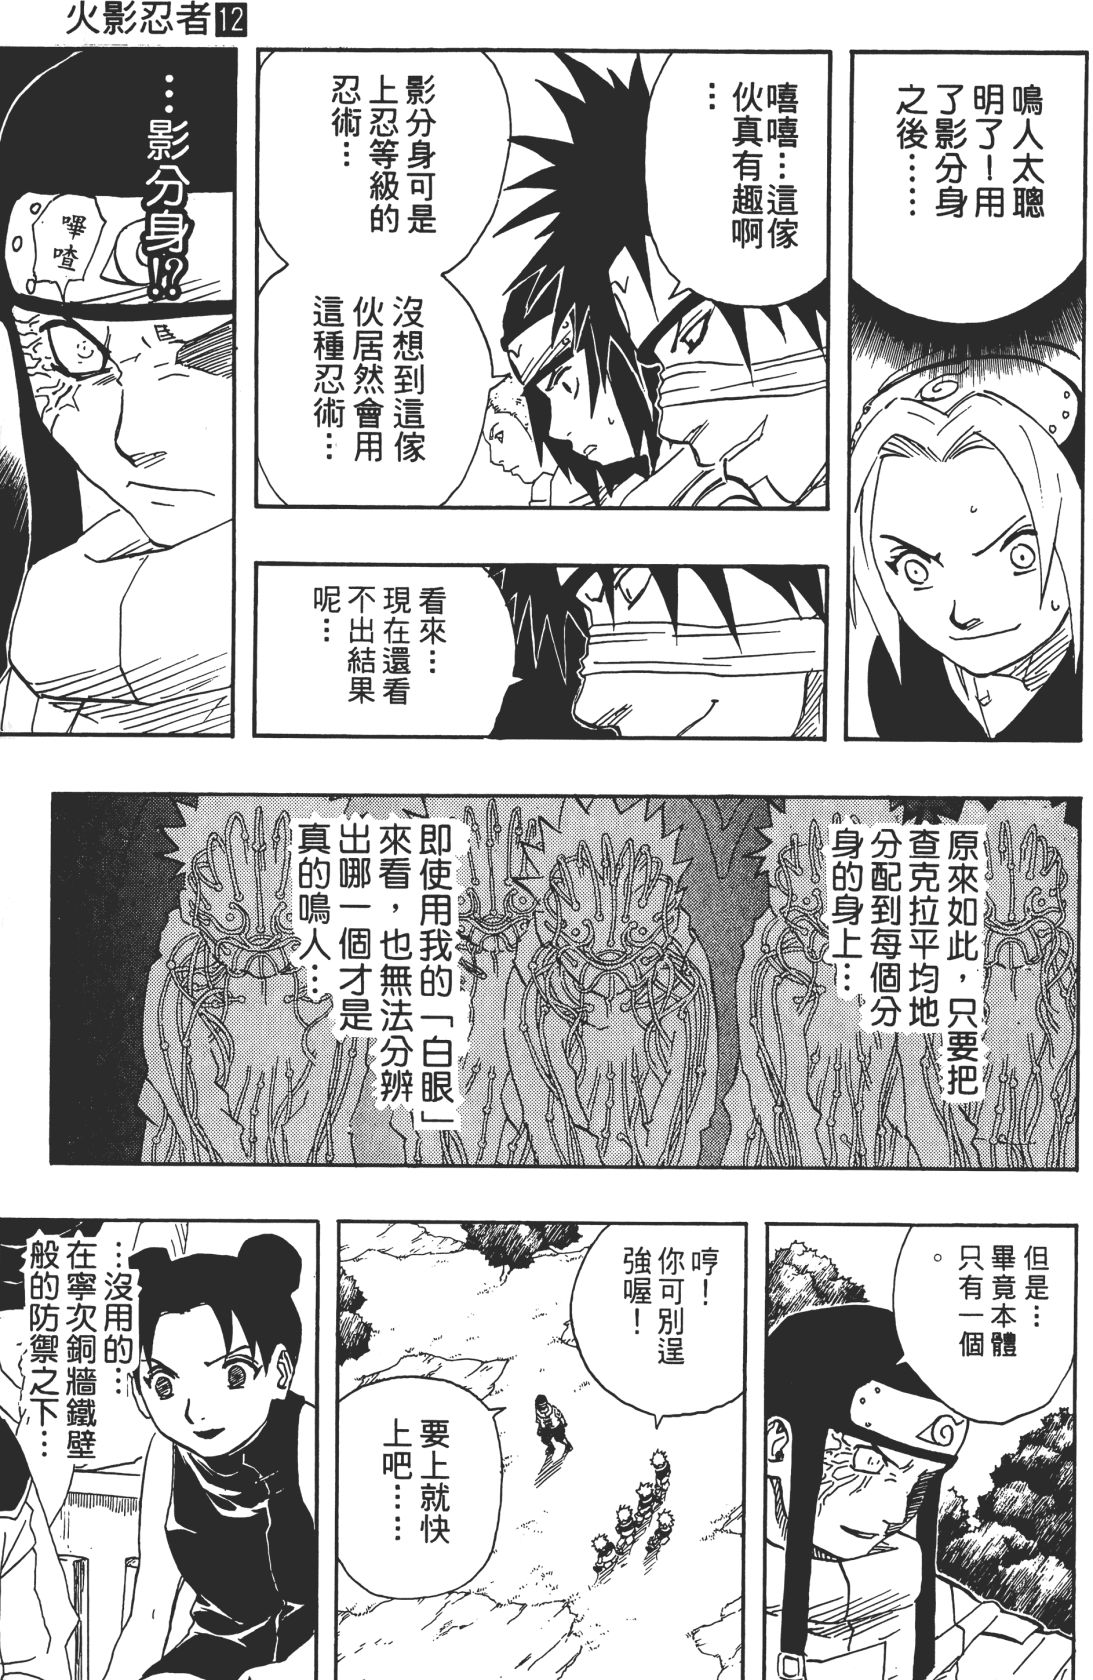 火影忍者12
鳴人太聰
明了！用
了影分身
之後……
嘻嘻…這傢
伙真有趣啊
…
影分身可是
上忍等級的
忍術…
沒想到這傢
伙居然會用
這種忍術…
…影分身!?
嗶
喳
看來…
現在還看
不出結果
呢…
原來如此，只要把
查克拉平均地
分配到每個分
身的身上…
即使用我的「白眼」
來看，也無法分辨
出哪一個才是
真的鳴人…
但是…
畢竟本體
只有一個
。
哼！
你可別逞
強喔！
要上就快
上吧……
…沒用的…
在寧次銅牆鐵壁
般的防禦之下…